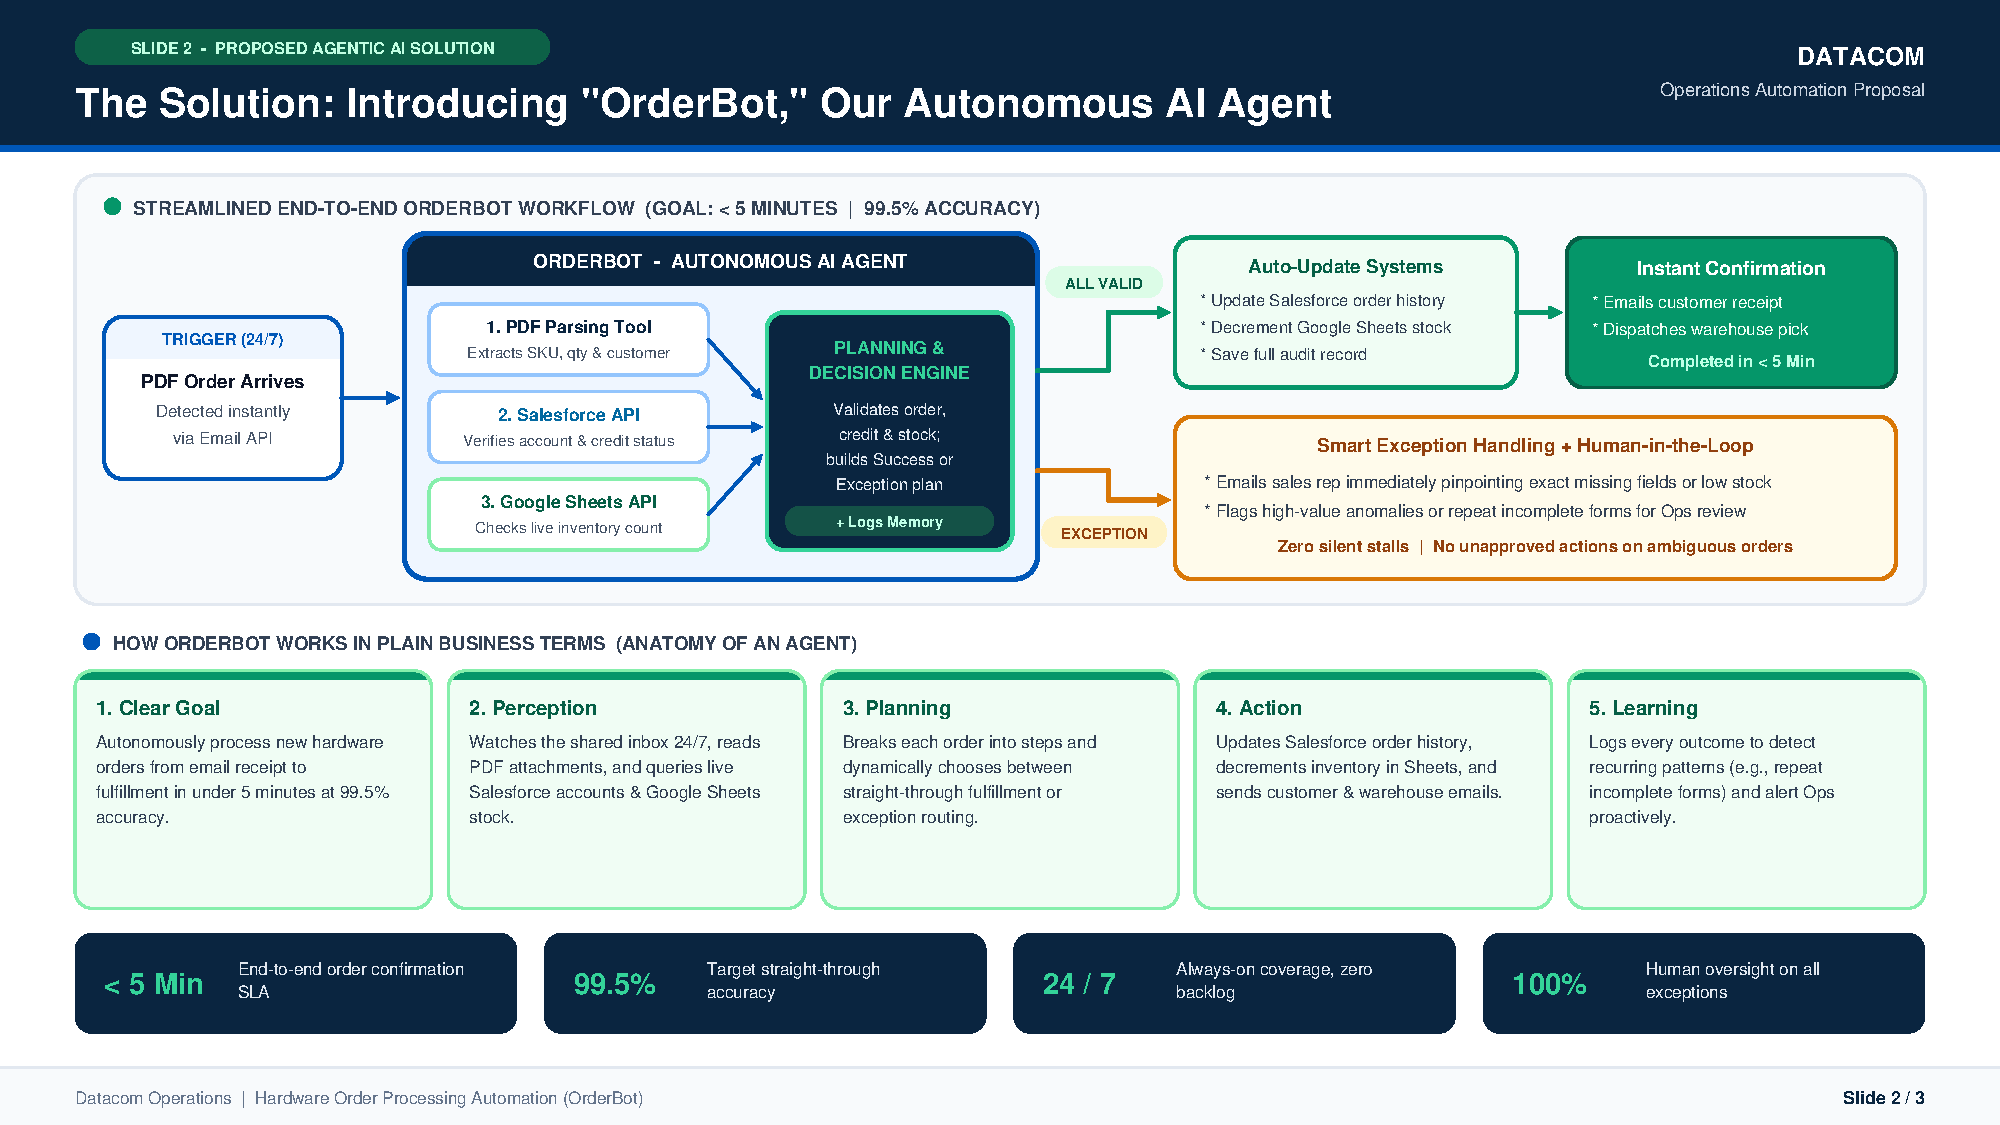 SLIDE 2 - PROPOSED AGENTIC AI SOLUTION
The Solution: Introducing "OrderBot," Our Autonomous AI Agent
DATACOM
Operations Automation Proposal
STREAMLINED END-TO-END ORDERBOT WORKFLOW (GOAL: < 5 MINUTES | 99.5% ACCURACY)
TRIGGER (24/7)
PDF Order Arrives
Detected instantly
via Email API
ORDERBOT - AUTONOMOUS AI AGENT
1. PDF Parsing Tool
Extracts SKU, qty & customer
2. Salesforce API
Verifies account & credit status
3. Google Sheets API
Checks live inventory count
PLANNING &
DECISION ENGINE
Validates order,
credit & stock;
builds Success or
Exception plan
+ Logs Memory
ALL VALID
Auto-Update Systems
* Update Salesforce order history
* Decrement Google Sheets stock
* Save full audit record
Instant Confirmation
* Emails customer receipt
* Dispatches warehouse pick
Completed in < 5 Min
EXCEPTION
Smart Exception Handling + Human-in-the-Loop
* Emails sales rep immediately pinpointing exact missing fields or low stock
* Flags high-value anomalies or repeat incomplete forms for Ops review
Zero silent stalls | No unapproved actions on ambiguous orders
HOW ORDERBOT WORKS IN PLAIN BUSINESS TERMS (ANATOMY OF AN AGENT)
1. Clear Goal
Autonomously process new hardware
orders from email receipt to
fulfillment in under 5 minutes at 99.5%
accuracy.
2. Perception
Watches the shared inbox 24/7, reads
PDF attachments, and queries live
Salesforce accounts & Google Sheets
stock.
3. Planning
Breaks each order into steps and
dynamically chooses between
straight-through fulfillment or
exception routing.
4. Action
Updates Salesforce order history,
decrements inventory in Sheets, and
sends customer & warehouse emails.
5. Learning
Logs every outcome to detect
recurring patterns (e.g., repeat
incomplete forms) and alert Ops
proactively.
< 5 Min
End-to-end order confirmation
SLA
99.5%
Target straight-through
accuracy
24 / 7
Always-on coverage, zero
backlog
100%
Human oversight on all
exceptions
Datacom Operations | Hardware Order Processing Automation (OrderBot)
Slide 2 / 3